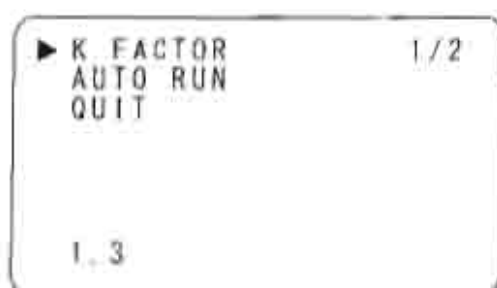 ▶ K FACTOR 1/2
AUTO RUN
QUIT
1.3